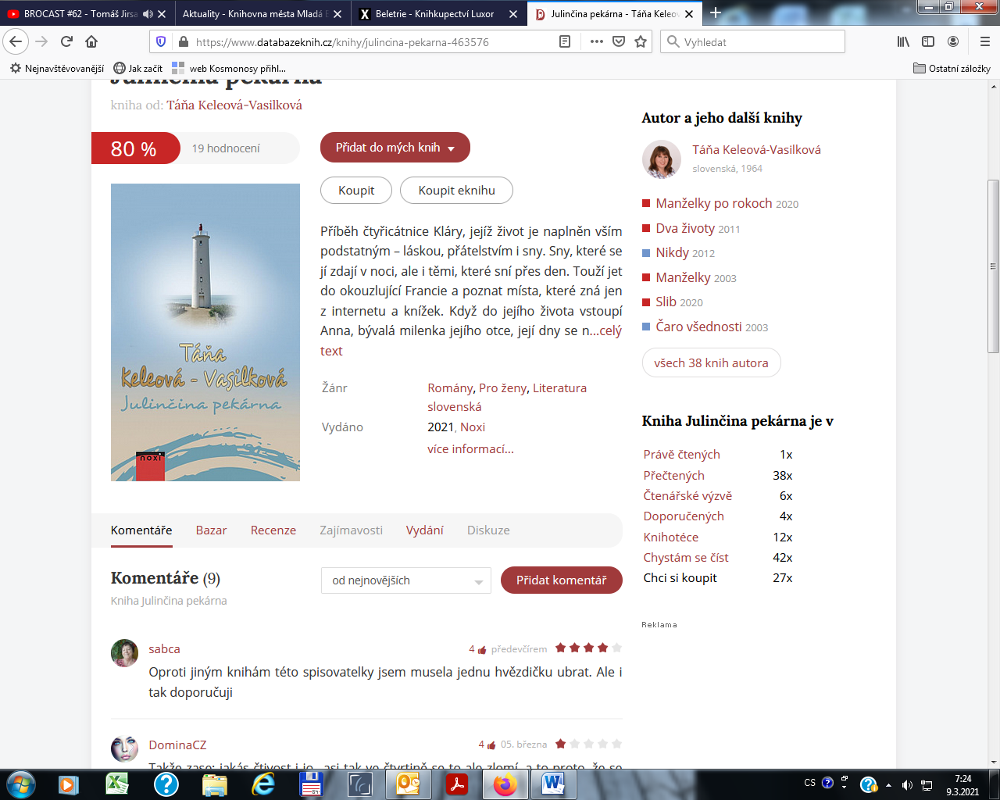 BROCAST #62 - Tomáš Jirsa
Aktuality - Knihovna města Mladá B
Beletrie - Knihkupectví Luxor
Julinčina pekárna - Táňa Keleov
https://www.databazeknih.cz/knihy/julincina-pekarna-463576
Vyhledat
Nejnavštěvovanější
Jak začít
web Kosmonosy přihl...
Ostatní záložky
Julinčina pekárna
kniha od: Táňa Keleová-Vasilková
80 %
19 hodnocení
Přidat do mých knih
Koupit
Koupit eknihu
Příběh čtyřicátnice Kláry, jejíž život je naplněn vším
podstatným – láskou, přátelstvím i sny. Sny, které se
jí zdají v noci, ale i těmi, které sní přes den. Touží jet
do okouzlující Francie a poznat místa, které zná jen
z internetu a knížek. Když do jejího života vstoupí
Anna, bývalá milenka jejího otce, její dny se n...celý
text
Táňa
Keleová - Vasilková
Julinčina pekárna
noxi
Žánr
Romány, Pro ženy, Literatura
slovenská
Vydáno
2021, Noxi
více informací...
Autor a jeho další knihy
Táňa Keleová-Vasilková
slovenská, 1964
Manželky po rokoch 2020
Dva životy 2011
Nikdy 2012
Manželky 2003
Slib 2020
Čaro všednosti 2003
všech 38 knih autora
Kniha Julinčina pekárna je v
Právě čtených 1x
Přečtených 38x
Čtenářské výzvě 6x
Doporučených 4x
Knihotéce 12x
Chystám se číst 42x
Chci si koupit 27x
Reklama
Komentáře
Bazar
Recenze
Zajímavosti
Vydání
Diskuze
Komentáře (9)
Kniha Julinčina pekárna
od nejnovějších
Přidat komentář
sabca
4 předevčírem
Oproti jiným knihám této spisovatelky jsem musela jednu hvězdičku ubrat. Ale i
tak doporučuji
DominaCZ
4 05. března
Takže zase: jakás čtivost i jo, asi tak ve čtvrtině se to ale zlomí, a to proto, že se
CS
7:24
9.3.2021